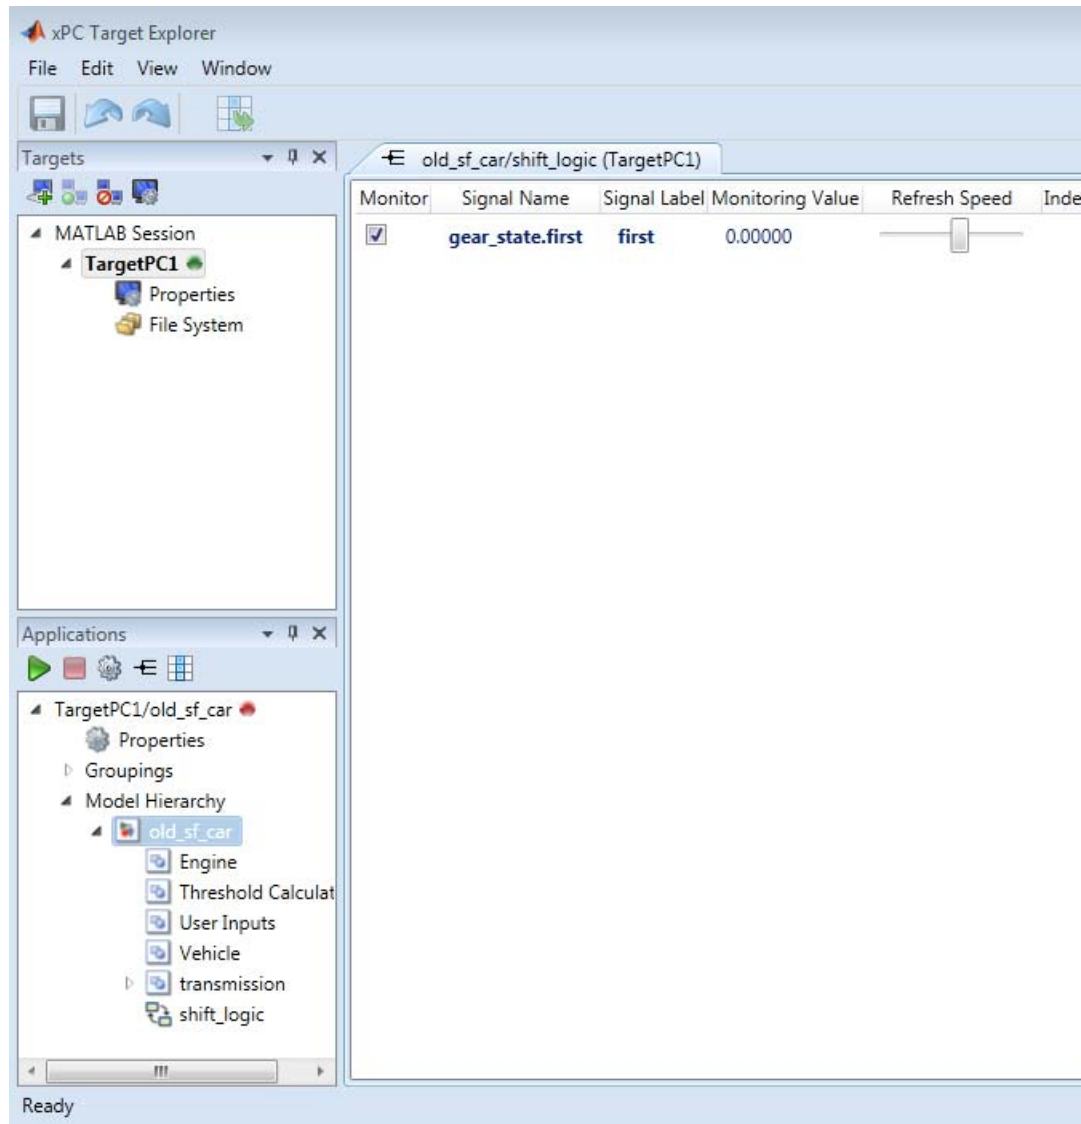 xPC Target Explorer
File Edit View Window
Targets
MATLAB Session
TargetPC1
Properties
File System
Applications
TargetPC1/old_sf_car
Properties
Groupings
Model Hierarchy
old_sf_car
Engine
Threshold Calculat
User Inputs
Vehicle
transmission
shift_logic
old_sf_car/shift_logic (TargetPC1)
Monitor Signal Name Signal Label Monitoring Value Refresh Speed Inde
gear_state.first first 0.00000
Ready